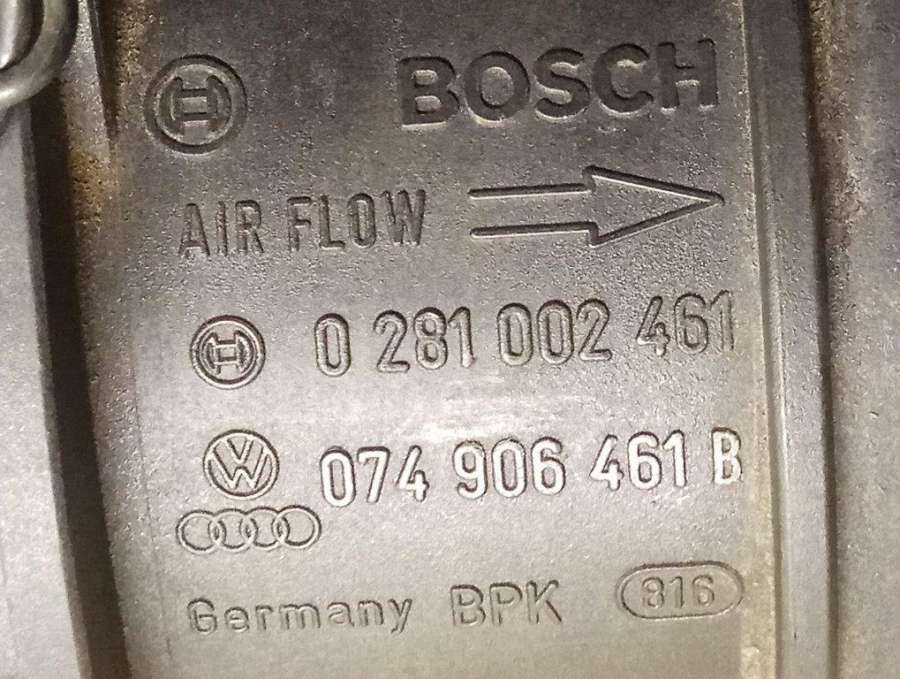 BOSCH
AIR FLOW
0 281 002 461
074 906 461 B
Germany BPK 816